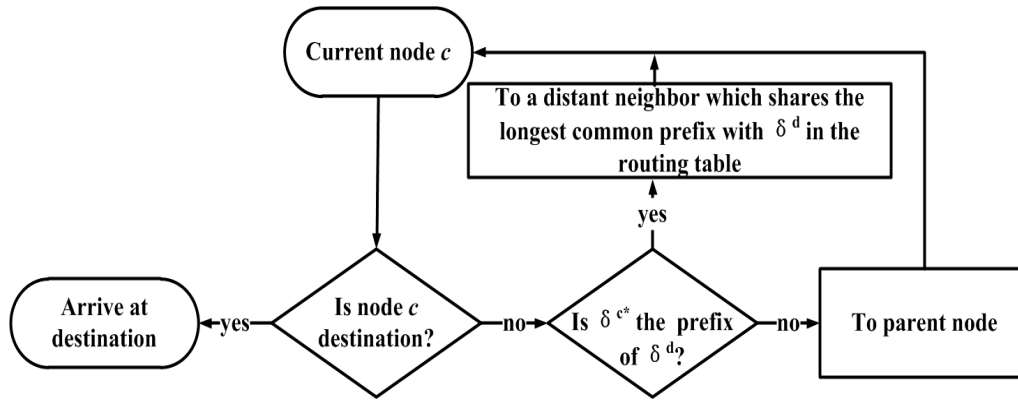 Current node c
To a distant neighbor which shares the
longest common prefix with δ d in the
routing table
yes
Arrive at
destination
yes
Is node c
destination?
no
Is δ c* the prefix
of δ d?
no
To parent node